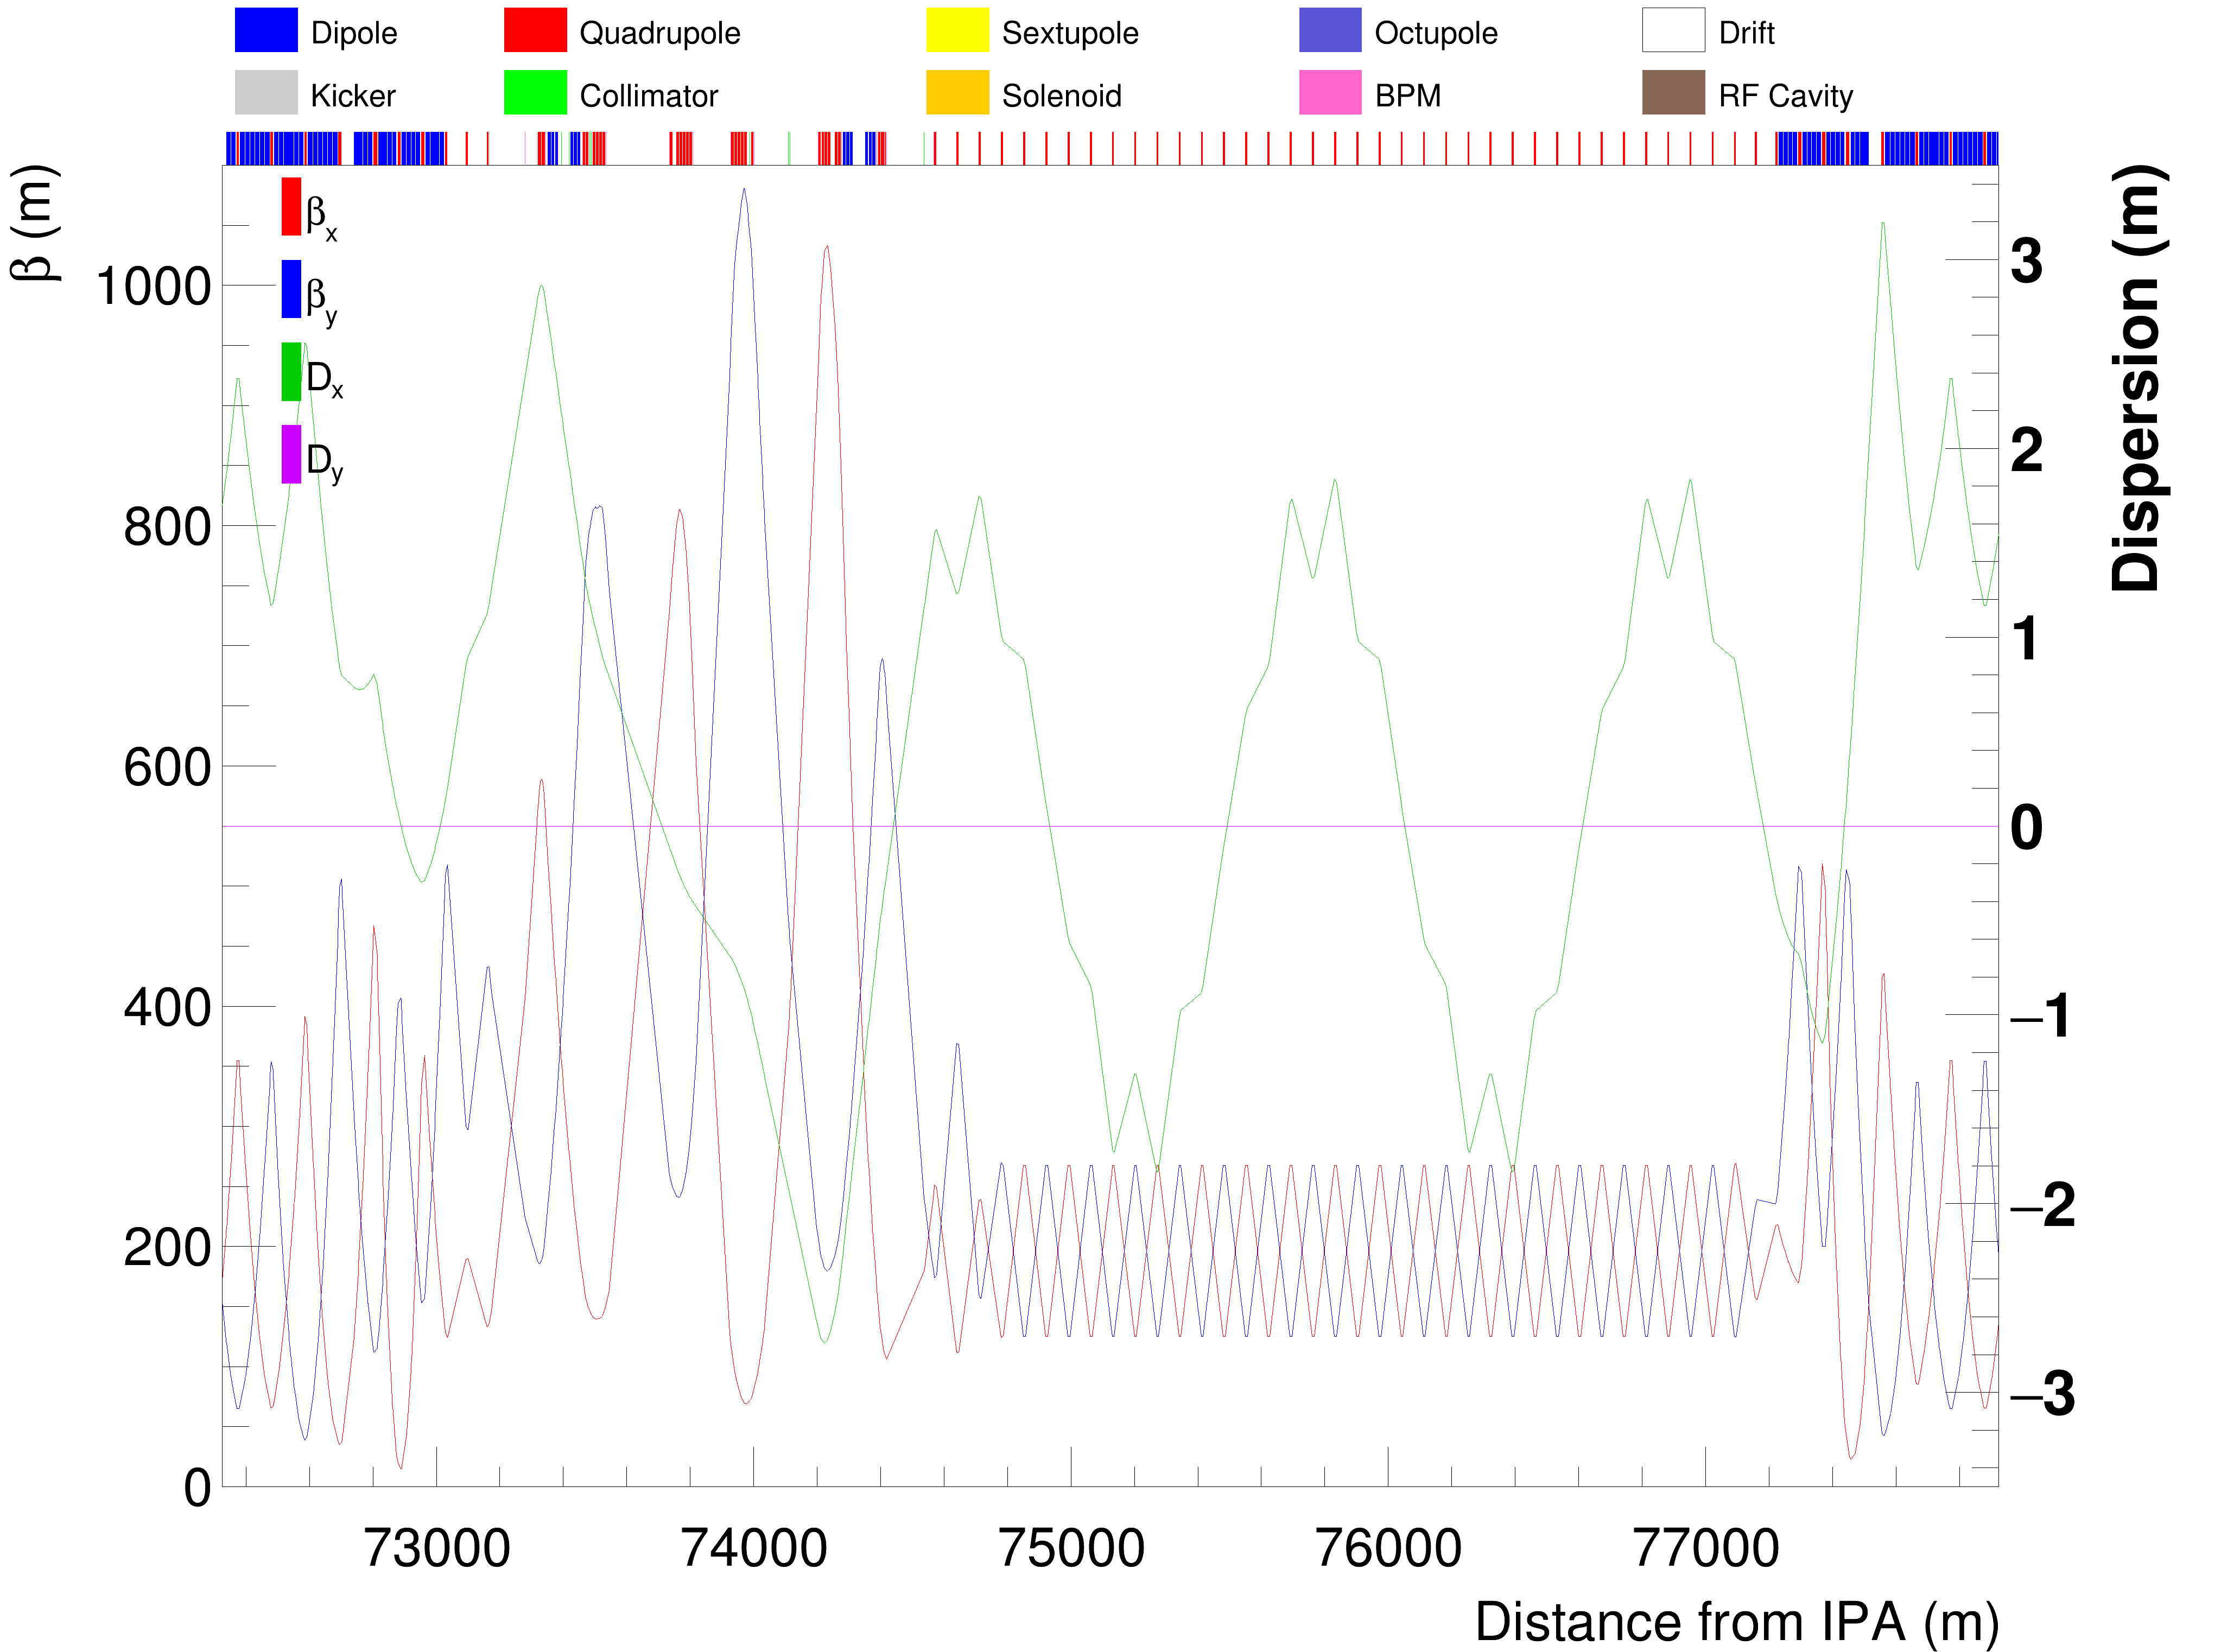 Dipole Quadrupole Sextupole Octupole Drift
Kicker Collimator Solenoid BPM RF Cavity
β (m)
Dispersion (m)
βx
βy
Dx
Dy
1000
800
600
400
200
0
3
2
1
0
−1
−2
−3
73000 74000 75000 76000 77000
Distance from IPA (m)